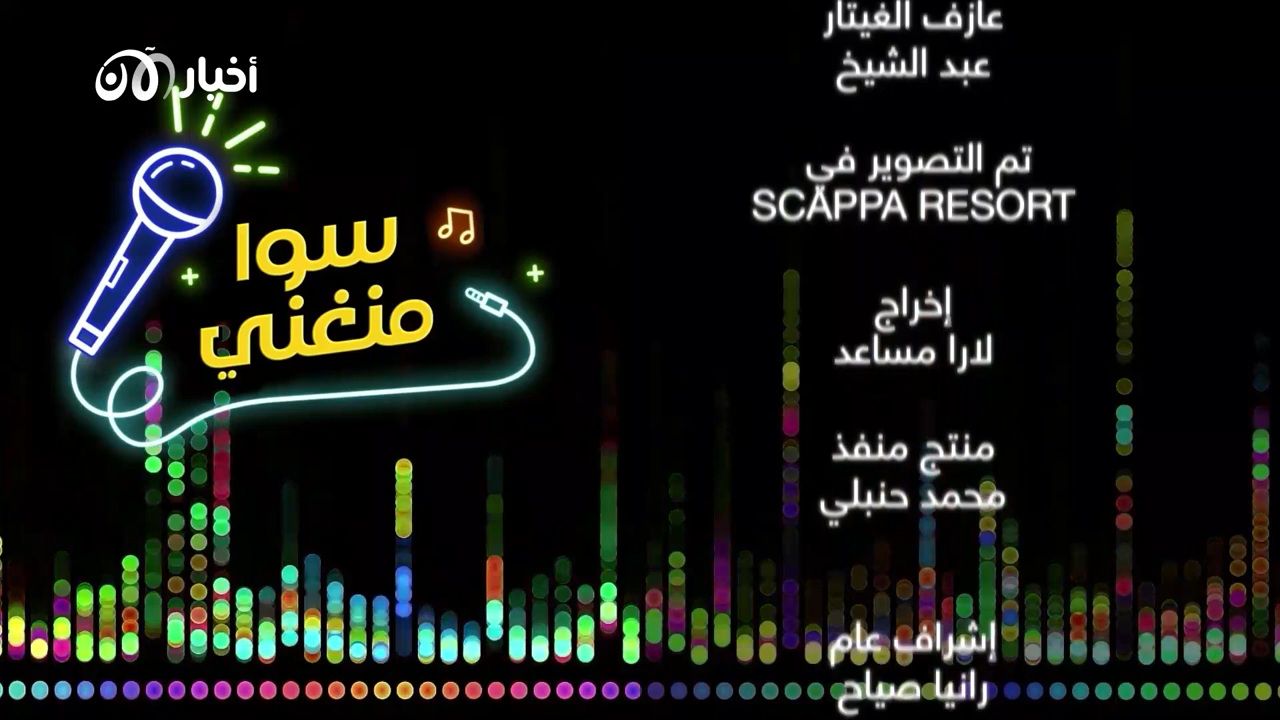 أخبار الآن
سوا
منغني
عازف الغيتار
عبد الشيخ
تم التصوير في
SCAPPA RESORT
إخراج
لارا مساعد
منتج منفذ
محمد حنبلي
إشراف عام
رانيا صياح